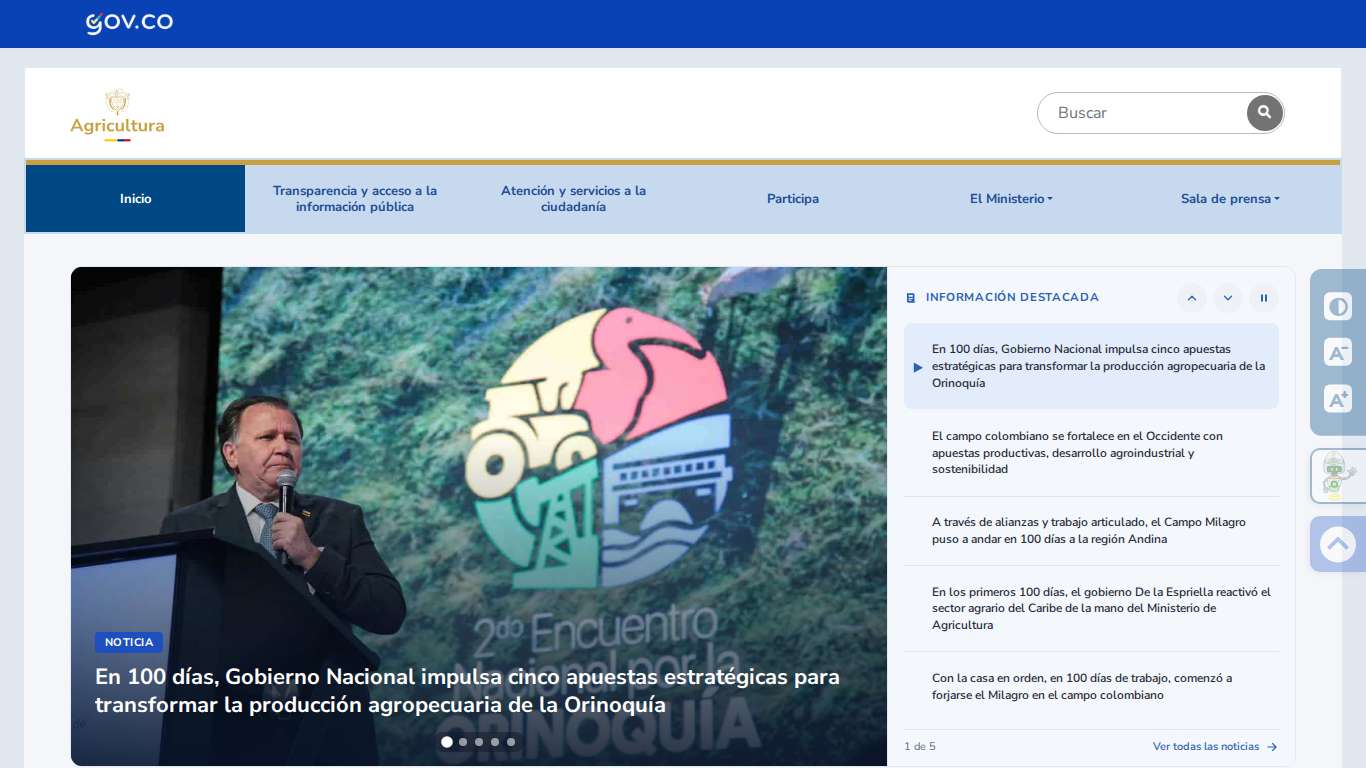 GOV.CO
Agricultura
Buscar
Inicio
Transparencia y acceso a la
información pública
Atención y servicios a la
ciudadanía
Participa
El Ministerio
Sala de prensa
2do Encuentro
Nacional por la
ORINOQUÍA
NOTICIA
En 100 días, Gobierno Nacional impulsa cinco apuestas estratégicas para
transformar la producción agropecuaria de la Orinoquía
INFORMACIÓN DESTACADA
En 100 días, Gobierno Nacional impulsa cinco apuestas
estratégicas para transformar la producción agropecuaria de la
Orinoquía
El campo colombiano se fortalece en el Occidente con
apuestas productivas, desarrollo agroindustrial y
sostenibilidad
A través de alianzas y trabajo articulado, el Campo Milagro
puso a andar en 100 días a la región Andina
En los primeros 100 días, el gobierno De la Espriella reactivó el
sector agrario del Caribe de la mano del Ministerio de
Agricultura
Con la casa en orden, en 100 días de trabajo, comenzó a
forjarse el Milagro en el campo colombiano
1 de 5
Ver todas las noticias
A-
A+